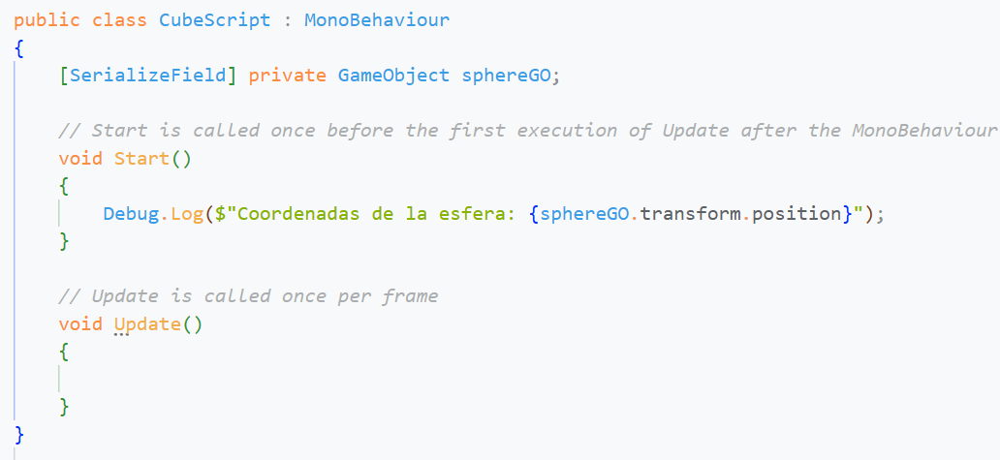 public class CubeScript : MonoBehaviour
{
[SerializeField] private GameObject sphereGO;
// Start is called once before the first execution of Update after the MonoBehaviour
void Start()
{
Debug.Log($"Coordenadas de la esfera: {sphereGO.transform.position}");
}
// Update is called once per frame
void Update()
{
}
}